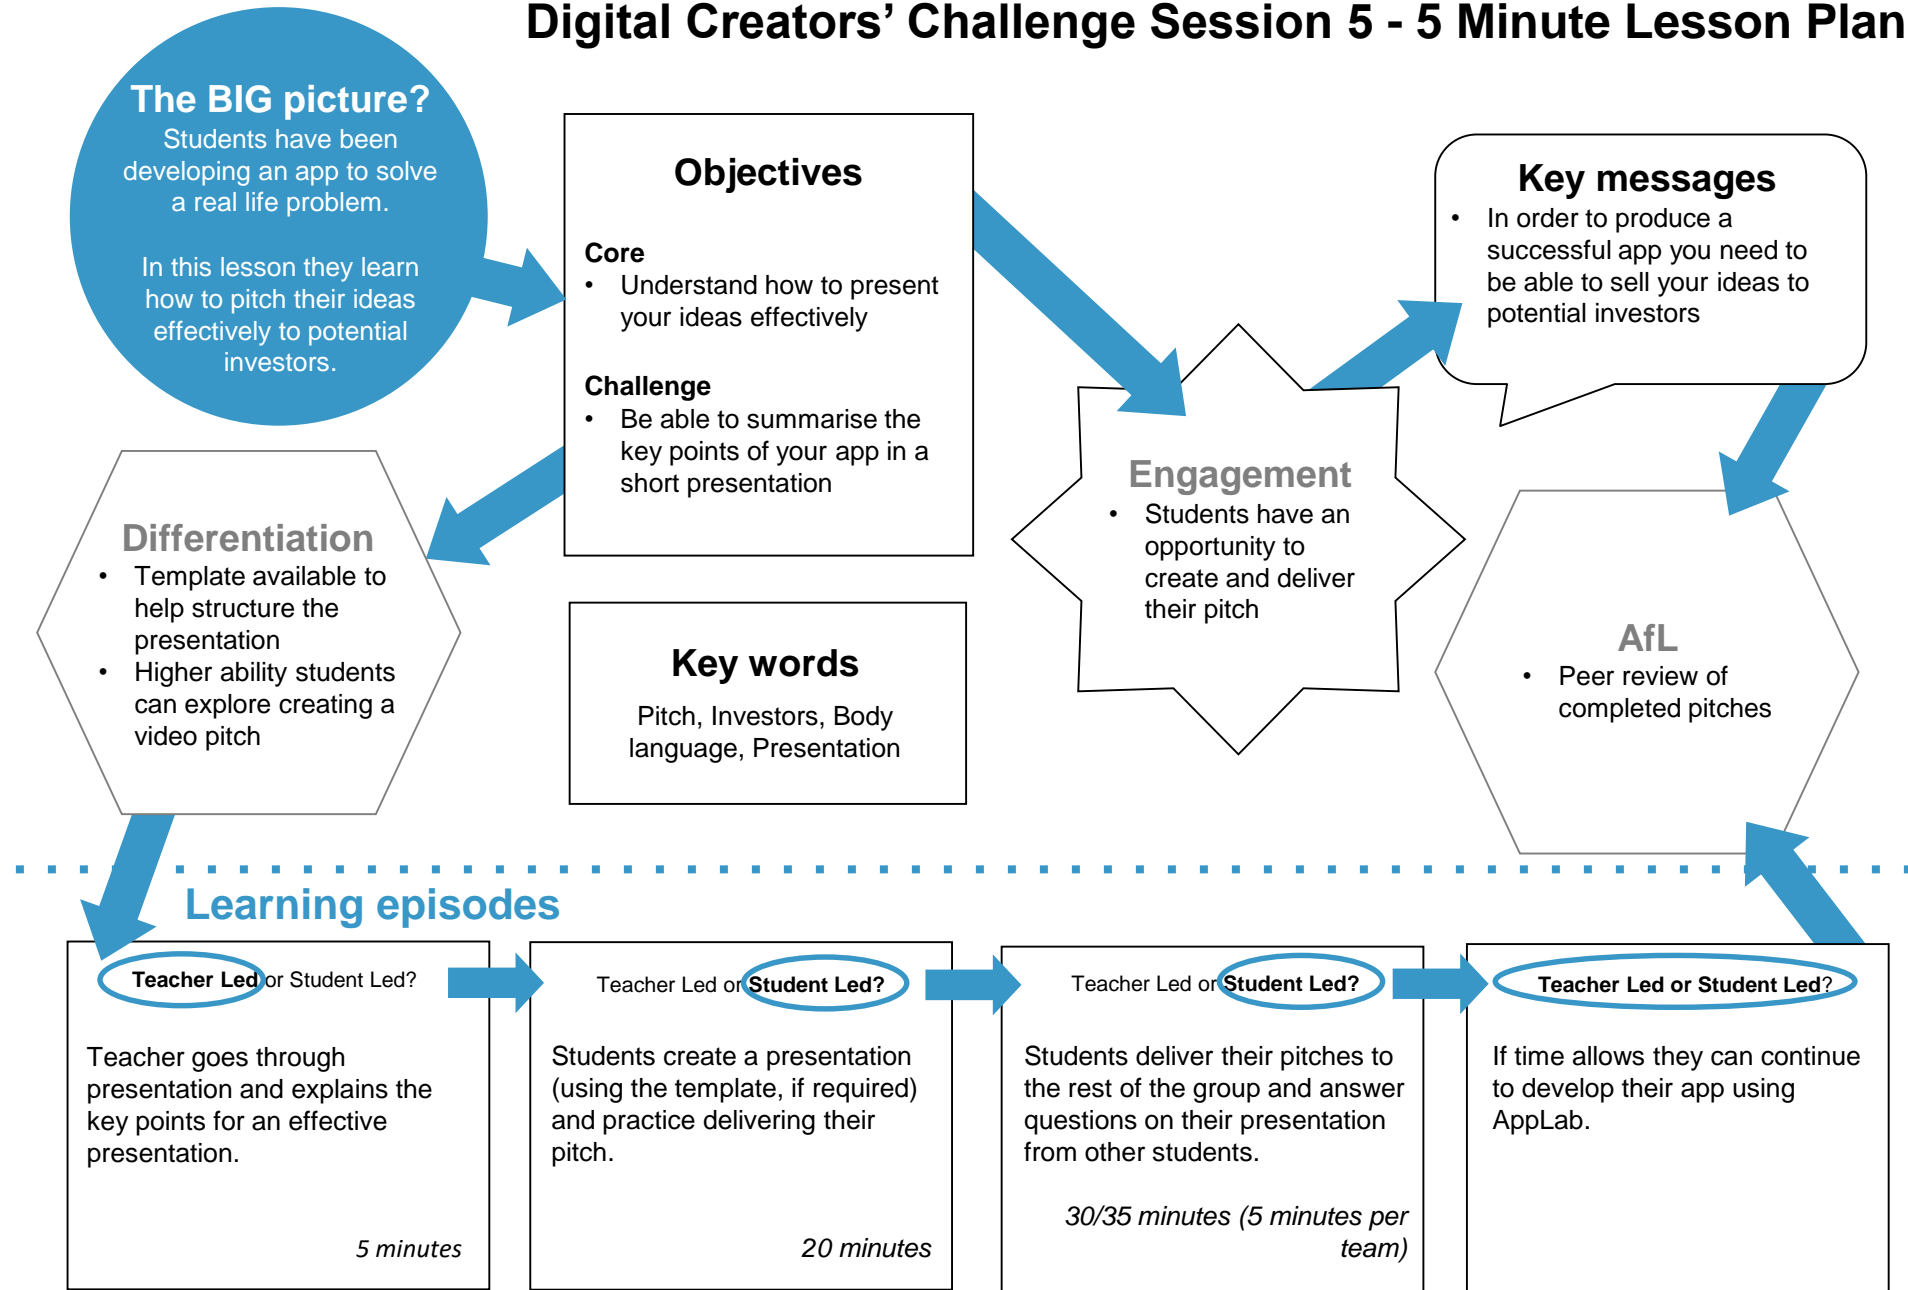 Digital Creators’ Challenge Session 5 - 5 Minute Lesson Plan
The BIG picture?
Students have been
developing an app to solve
a real life problem.
In this lesson they learn
how to pitch their ideas
effectively to potential
investors.
Objectives
Core
• Understand how to present
your ideas effectively
Challenge
• Be able to summarise the
key points of your app in a
short presentation
Key messages
• In order to produce a
successful app you need to
be able to sell your ideas to
potential investors
Engagement
• Students have an
opportunity to
create and deliver
their pitch
Differentiation
• Template available to
help structure the
presentation
• Higher ability students
can explore creating a
video pitch
Key words
Pitch, Investors, Body
language, Presentation
AfL
• Peer review of
completed pitches
Learning episodes
Teacher Led or Student Led?
Teacher goes through
presentation and explains the
key points for an effective
presentation.
5 minutes
Teacher Led or Student Led?
Students create a presentation
(using the template, if required)
and practice delivering their
pitch.
20 minutes
Teacher Led or Student Led?
Students deliver their pitches to
the rest of the group and answer
questions on their presentation
from other students.
30/35 minutes (5 minutes per
team)
Teacher Led or Student Led?
If time allows they can continue
to develop their app using
AppLab.